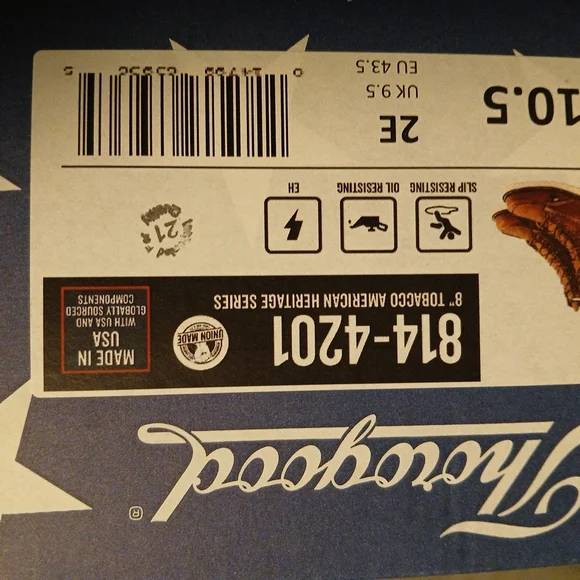 Thorogood®
814-4201
8" TOBACCO AMERICAN HERITAGE SERIES
UNION MADE
MADE IN
USA
WITH USA AND
GLOBALLY SOURCED
COMPONENTS
SLIP RESISTING
OIL RESISTING
EH
21
10.5
2E
UK 9.5
EU 43.5